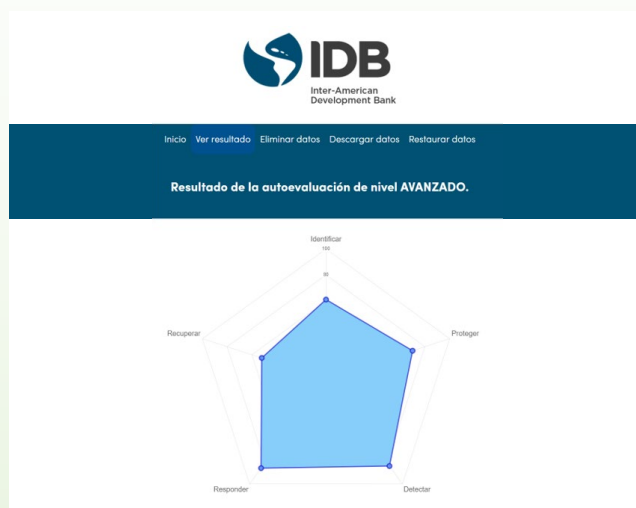 IDB
Inter-American
Development Bank
Inicio Ver resultado Eliminar datos Descargar datos Restaurar datos
Resultado de la autoevaluación de nivel AVANZADO.
Identificar
100
80
Recuperar
Proteger
Responder
Detectar